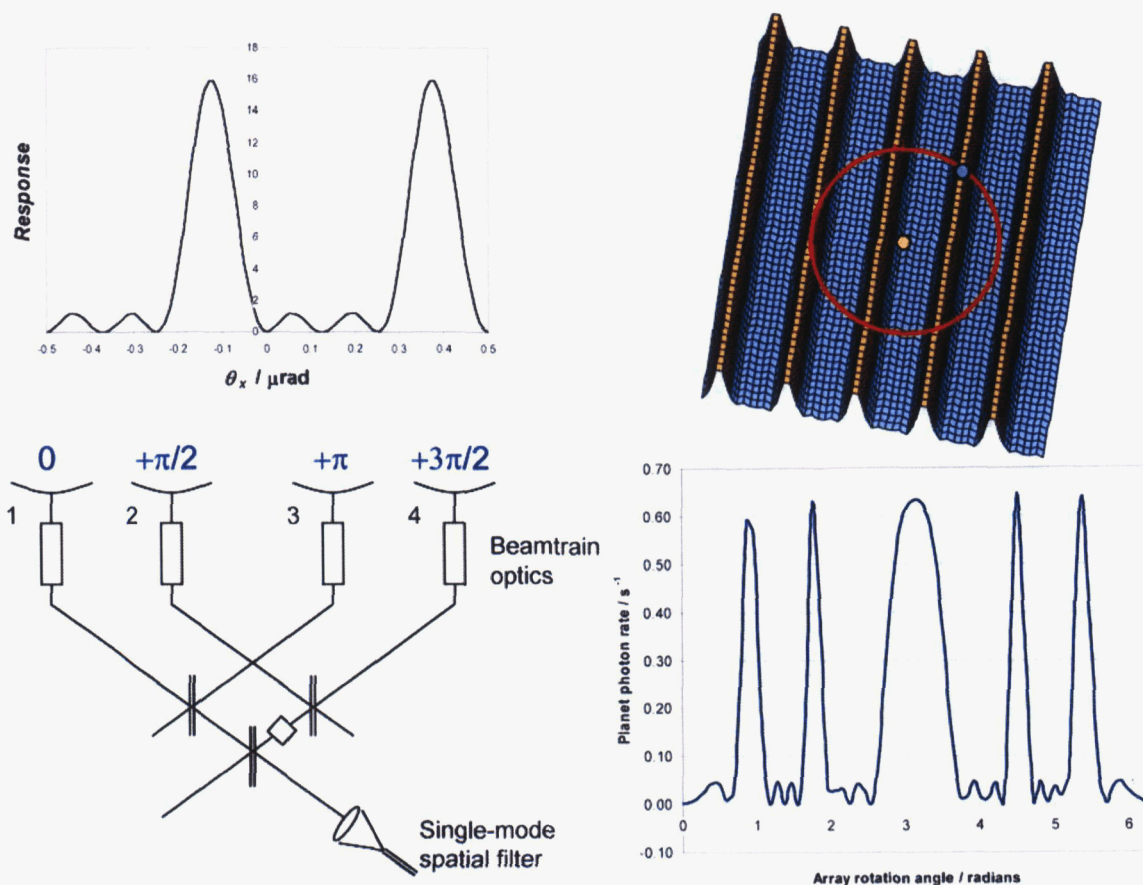 18
16
14
12
10
8
6
4
2
0
Response
-0 5 -0.4 -0.3 -0.2 -0 1 0 0 1 0.2 0 3 0.4 0.5
θx / μrad
0 +π/2 +π +3π/2
1 2 3 4
Beamtrain
optics
Single-mode
spatial filter
0.70
0.60
0.50
0.40
0.30
0.20
0.10
0.00
-0.10
Planet photon rate / s⁻¹
0 1 2 3 4 5 6
Array rotation angle / radians